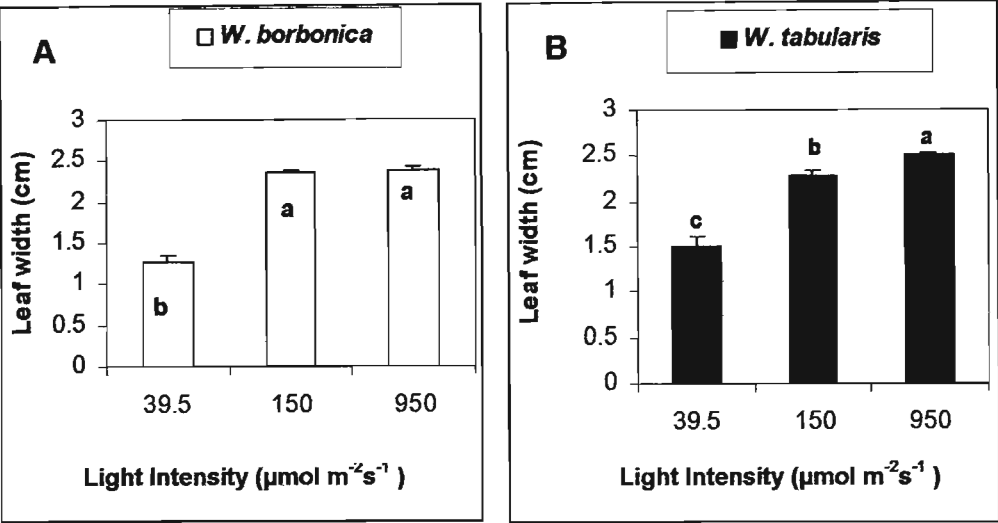 A
W. borbonica
3
2.5
2
1.5
1
0.5
0
Leaf width (cm)
b
a
a
39.5 150 950
Light Intensity (µmol m⁻²s⁻¹ )
B
W. tabularis
3
2.5
2
1.5
1
0.5
0
Leaf width (cm)
c
b
a
39.5 150 950
Light Intensity (µmol m⁻²s⁻¹ )